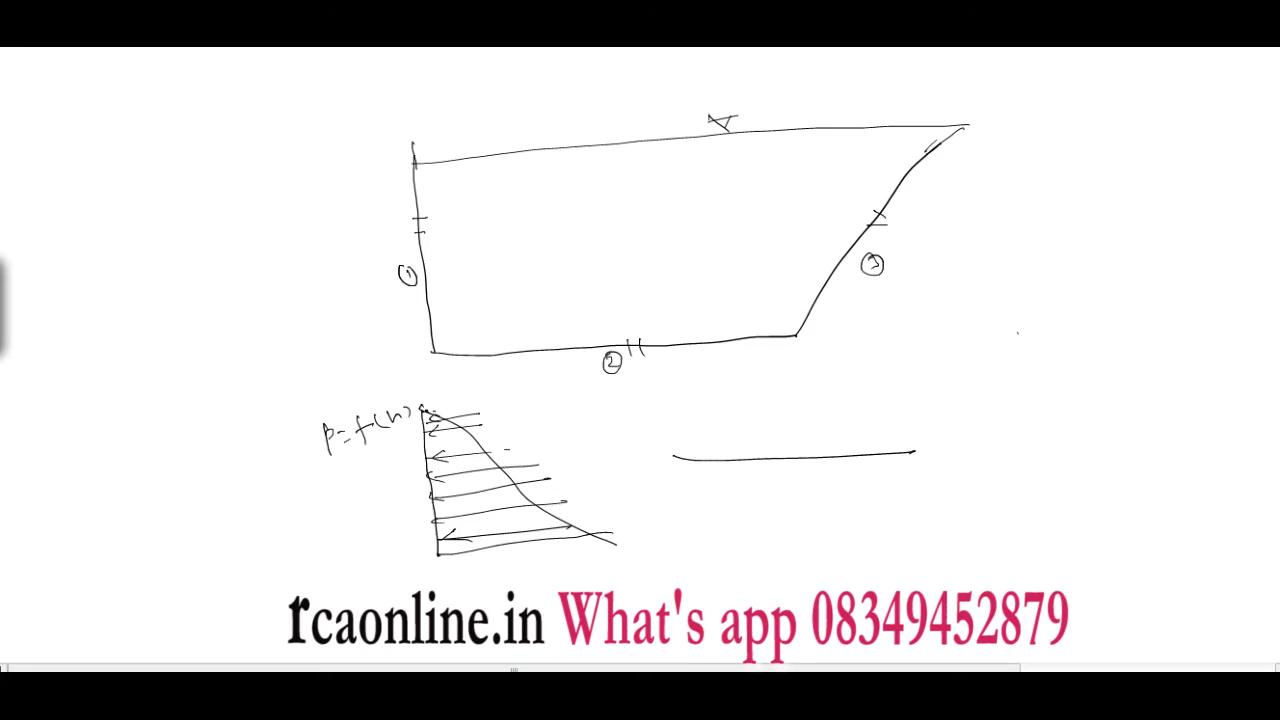 ①
③
②
P = f(h)
rcaonline.in What's app 08349452879